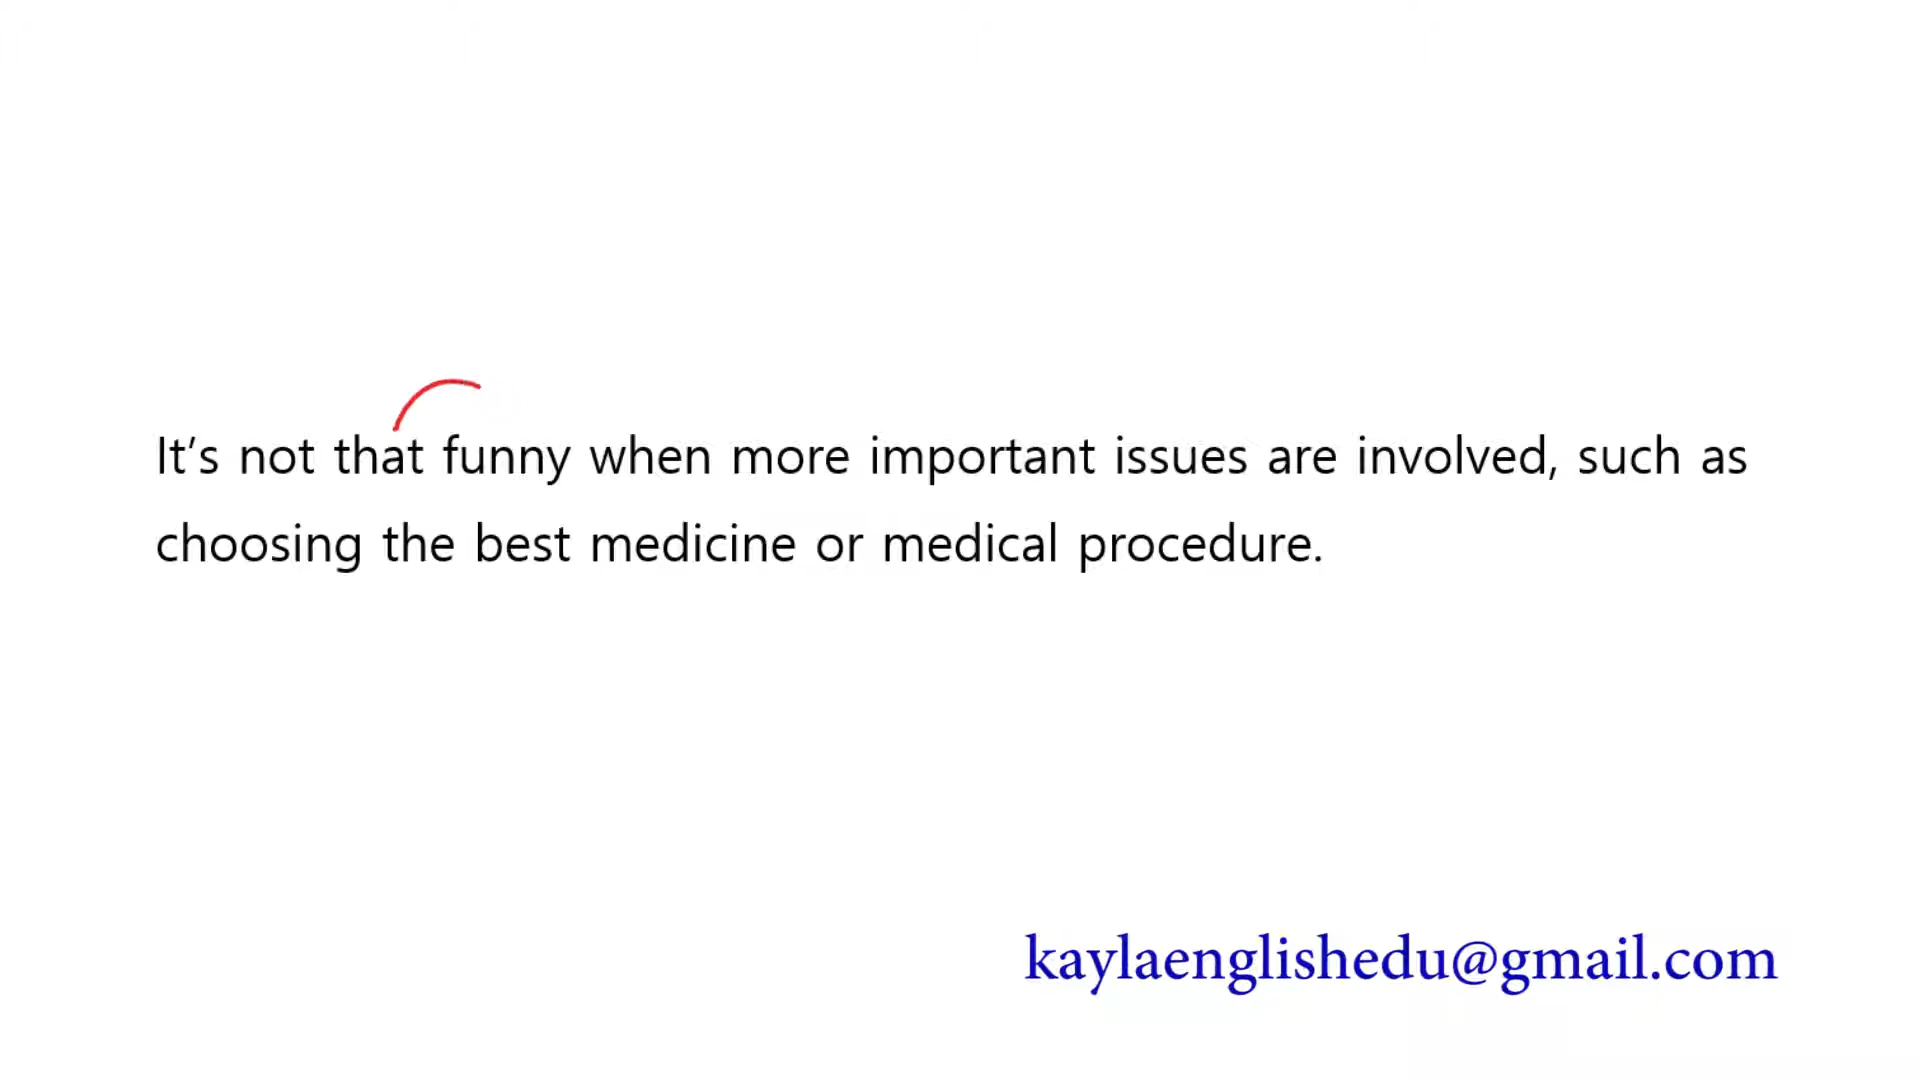 It’s not that funny when more important issues are involved, such as
choosing the best medicine or medical procedure.
kaylaenglishedu@gmail.com